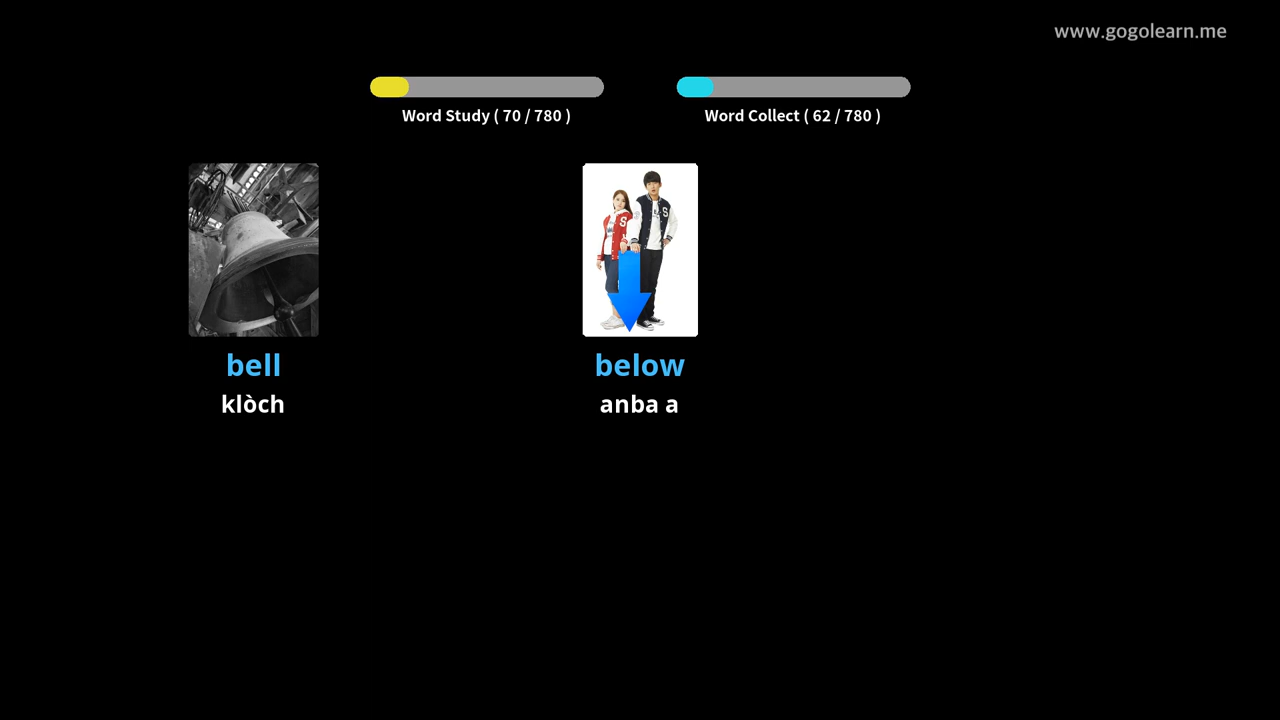 www.gogolearn.me
Word Study ( 70 / 780 )
Word Collect ( 62 / 780 )
S
S
bell
klòch
below
anba a